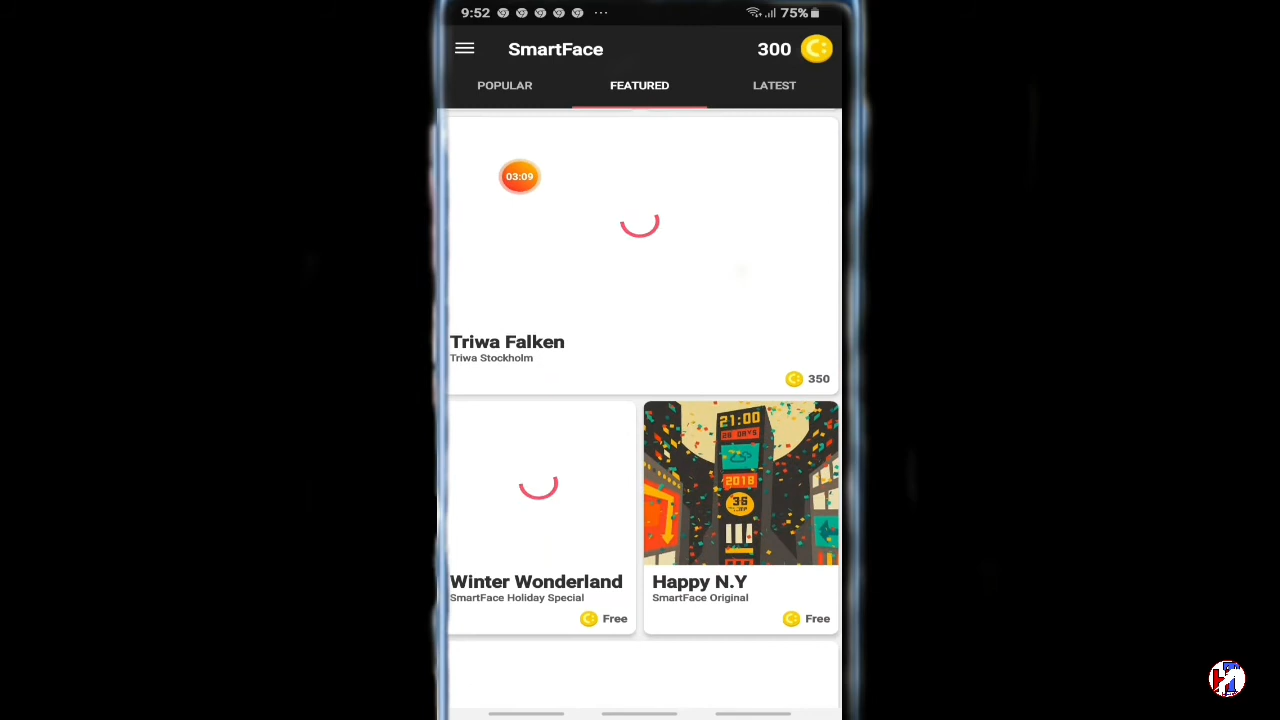 9:52
75%
SmartFace
300
POPULAR
FEATURED
LATEST
03:09
Triwa Falken
Triwa Stockholm
350
21:00
2018
36
Winter Wonderland
SmartFace Holiday Special
Free
Happy N.Y
SmartFace Original
Free